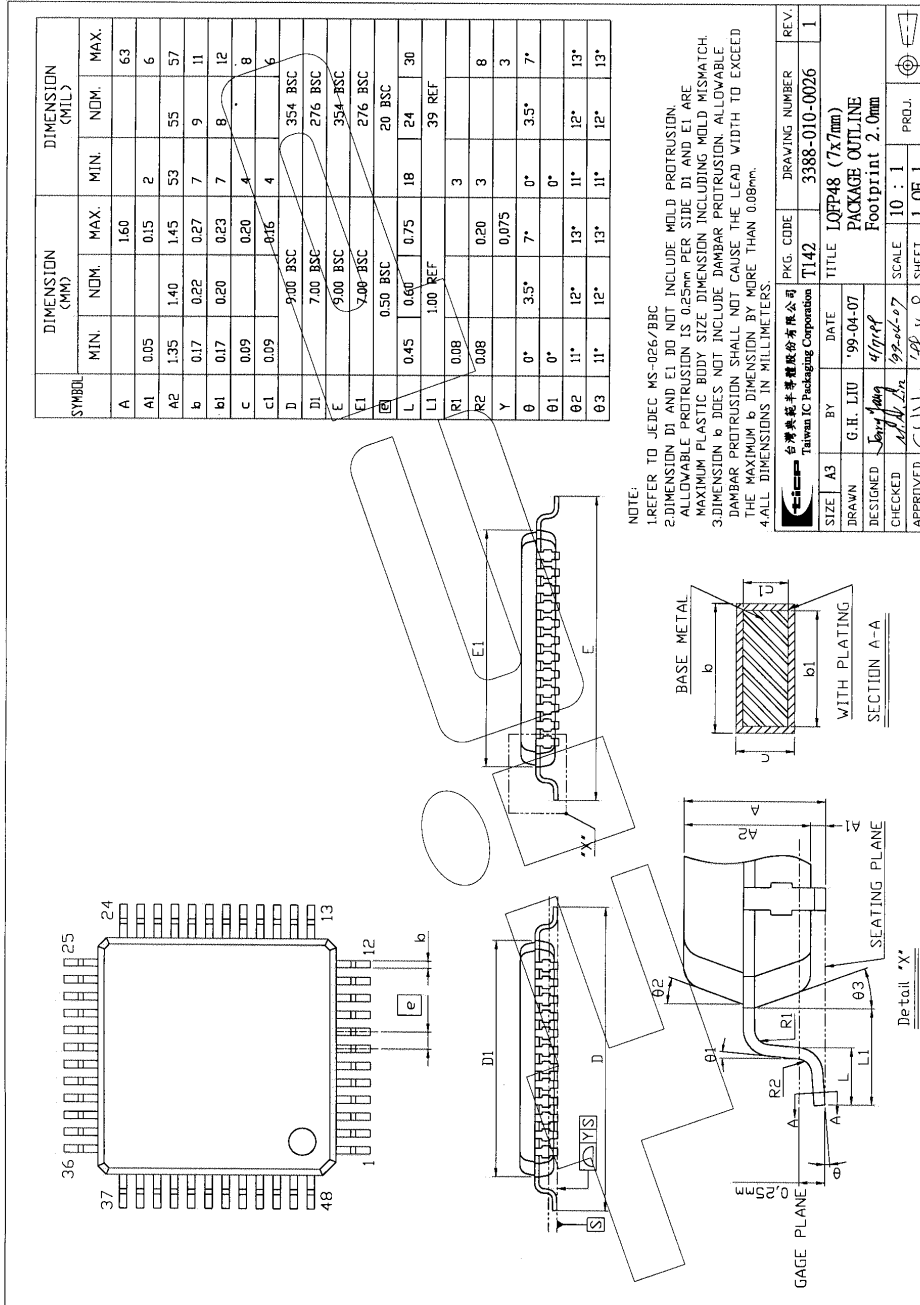 SYMBOL DIMENSION (MM) DIMENSION (MIL)
MIN. NOM. MAX. MIN. NOM. MAX.
A 1.60 63
A1 0.05 0.15 2 6
A2 1.35 1.40 1.45 53 55 57
b 0.17 0.22 0.27 7 9 11
b1 0.17 0.20 0.23 7 8 12
c 0.09 0.20 4 8
c1 0.09 0.16 4 6
D 9.00 BSC 354 BSC
D1 7.00 BSC 276 BSC
E 9.00 BSC 354 BSC
E1 7.00 BSC 276 BSC
e 0.50 BSC 20 BSC
L 0.45 0.60 0.75 18 24 30
L1 1.00 REF 39 REF
R1 0.08 3
R2 0.08 0.20 3 8
Y 0,075 3
θ 0° 3.5° 7° 0° 3.5° 7°
θ1 0° 0°
θ2 11° 12° 13° 11° 12° 13°
θ3 11° 12° 13° 11° 12° 13°
NOTE:
1.REFER TO JEDEC MS-026/BBC
2.DIMENSION D1 AND E1 DO NOT INCLUDE MOLD PROTRUSION.
ALLOWABLE PROTRUSION IS 0.25mm PER SIDE D1 AND E1 ARE
MAXIMUM PLASTIC BODY SIZE DIMENSION INCLUDING MOLD MISMATCH.
3.DIMENSION b DOES NOT INCLUDE DAMBAR PROTRUSION. ALLOWABLE
DAMBAR PROTRUSION SHALL NOT CAUSE THE LEAD WIDTH TO EXCEED
THE MAXIMUM b DIMENSION BY MORE THAN 0.08mm.
4.ALL DIMENSIONS IN MILLIMETERS.
ticp 台灣典範半導體股份有限公司
Taiwan IC Packaging Corporation
PKG. CODE DRAWING NUMBER REV.
T142 3388-010-0026 1
SIZE A3 BY DATE
TITLE LQFP48 (7x7mm)
PACKAGE OUTLINE
Footprint 2.0mm
DRAWN G.H. LIU '99-04-07
DESIGNED
CHECKED '99-04-07
APPROVED
SCALE 10 : 1 PROJ.
SHEET 1 OF 1
36 25
37 24
48 13
1 12
e b
D1
D
Y S
S
E1
E
"X"
GAGE PLANE
0,25mm
θ
θ1
θ2
θ3
R1
R2
A A
L
L1
A
A2
A1
SEATING PLANE
Detail "X"
BASE METAL
b
c
c1
b1
WITH PLATING
SECTION A-A